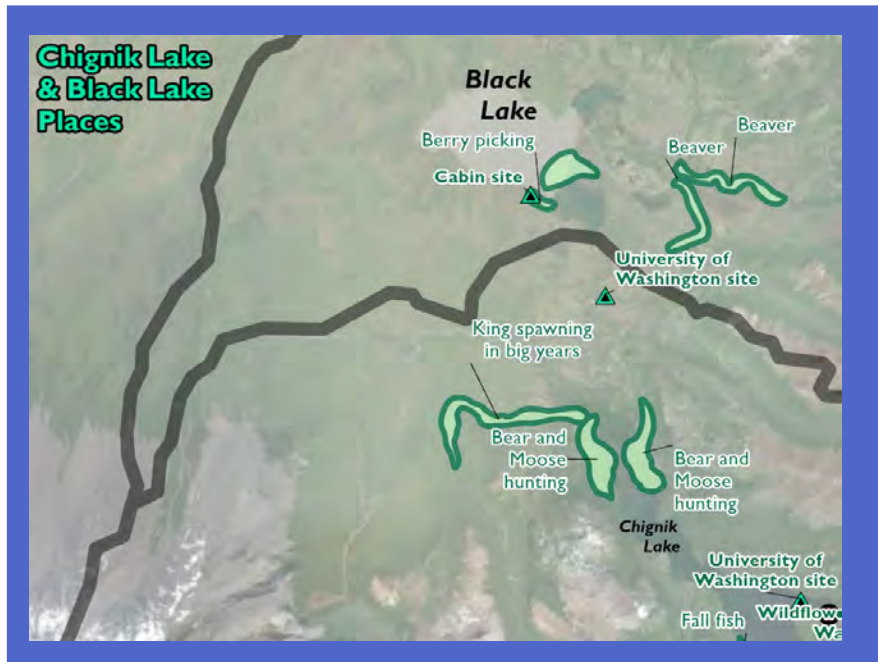 Chignik Lake
& Black Lake
Places
Black
Lake
Berry picking
Cabin site
Beaver
Beaver
University of
Washington site
King spawning
in big years
Bear and
Moose
hunting
Bear and
Moose
hunting
Chignik
Lake
University of
Washington site
Fall fish